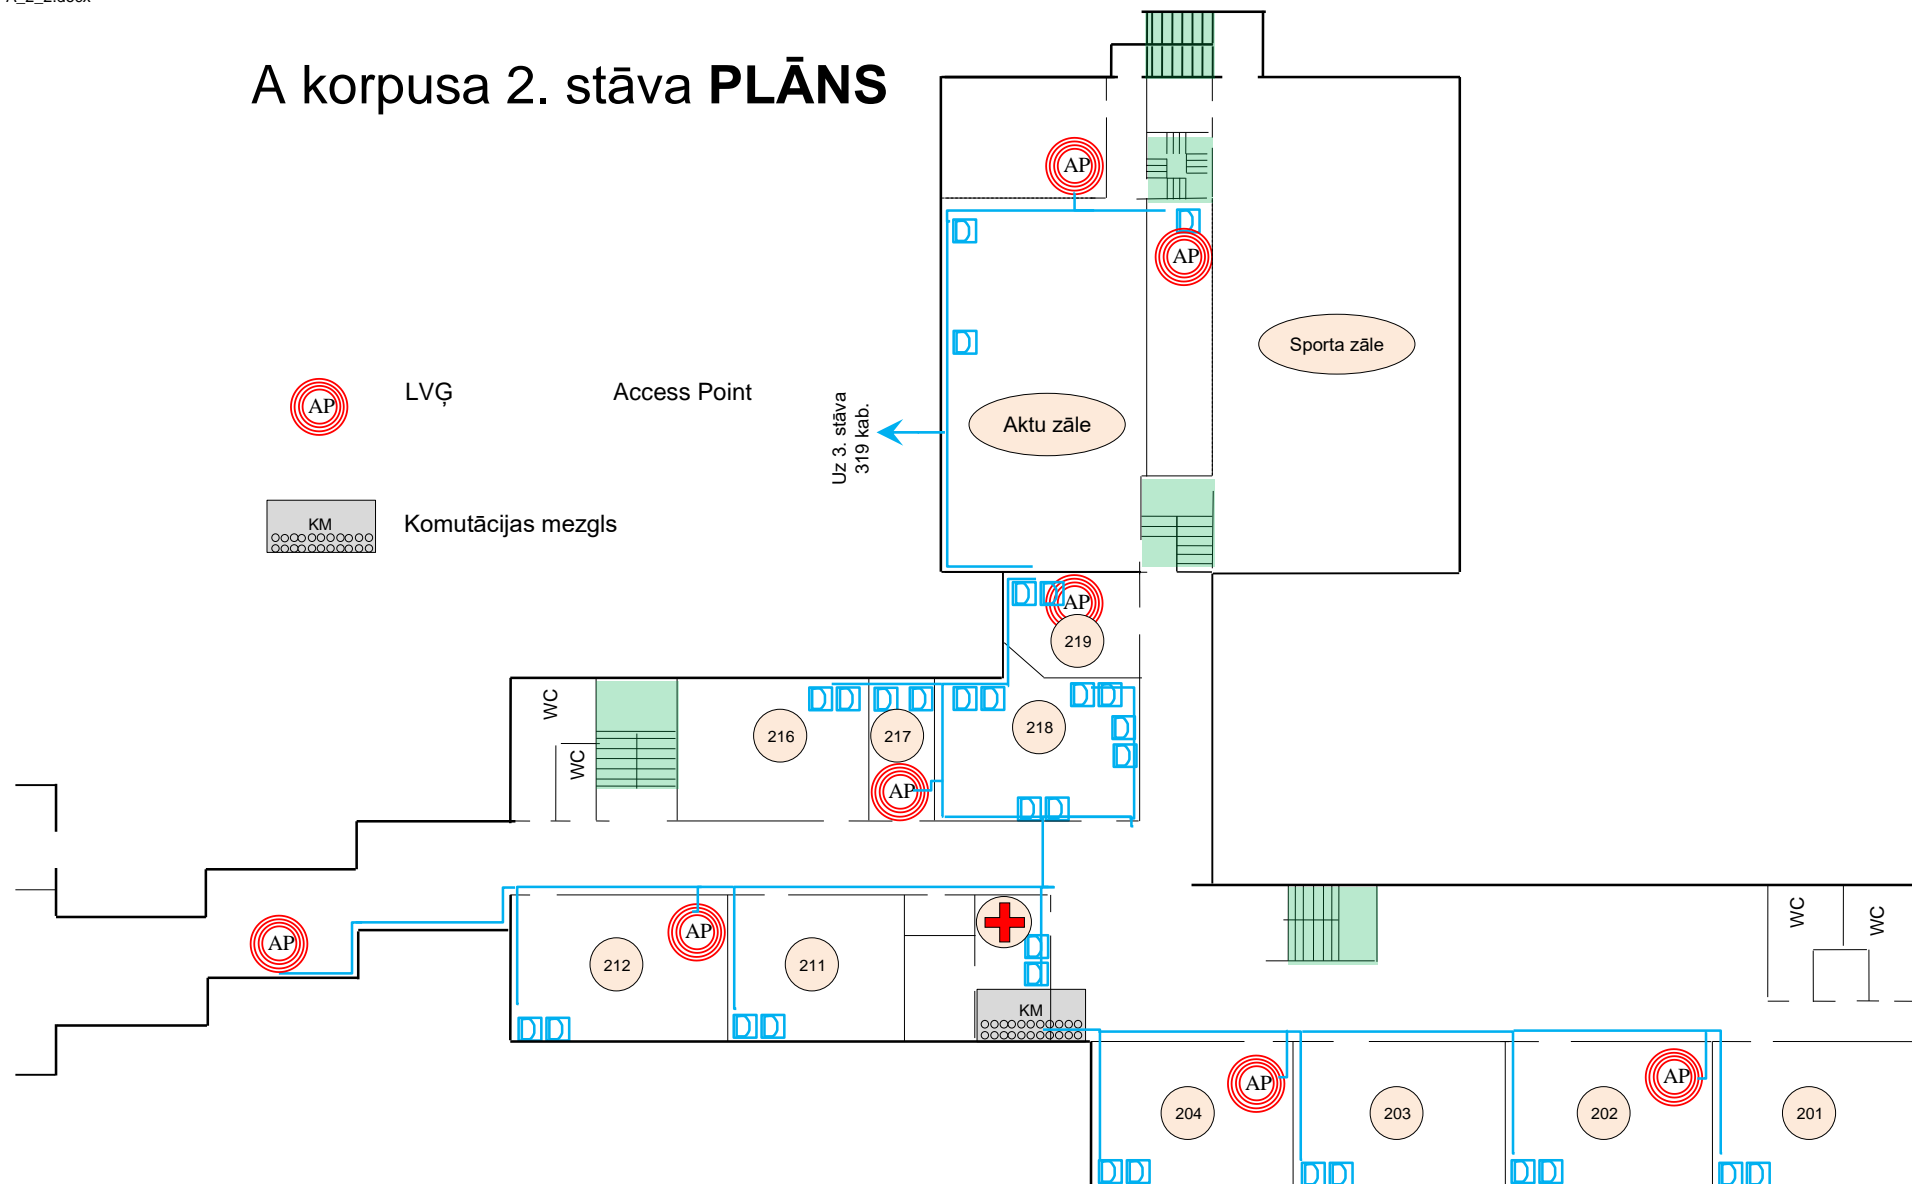 A korpusa 2. stāva PLĀNS
AP
AP
Sporta zāle
AP
LVĢ
Access Point
Uz 3. stāva
319 kab.
Aktu zāle
KM
Komutācijas mezgls
AP
219
WC
WC
216
217
218
AP
AP
212
AP
211
KM
WC
WC
204
AP
203
202
AP
201